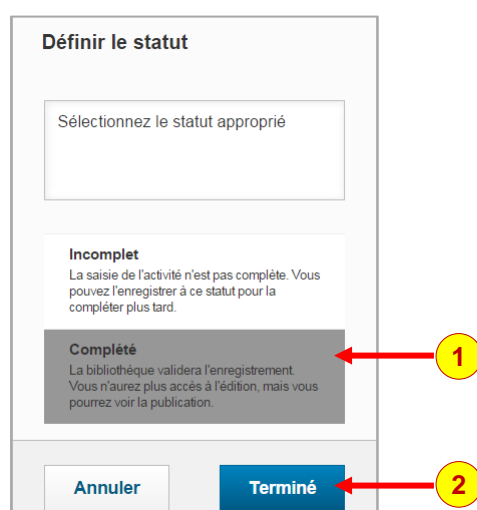 Définir le statut
Sélectionnez le statut approprié
Incomplet
La saisie de l'activité n'est pas complète. Vous
pouvez l'enregistrer à ce statut pour la
compléter plus tard.
Complété
La bibliothéque validera l'enregistrement.
Vous n'aurez plus accès à l'édition, mais vous
pourrez voir la publication.
1
Annuler
Terminé
2